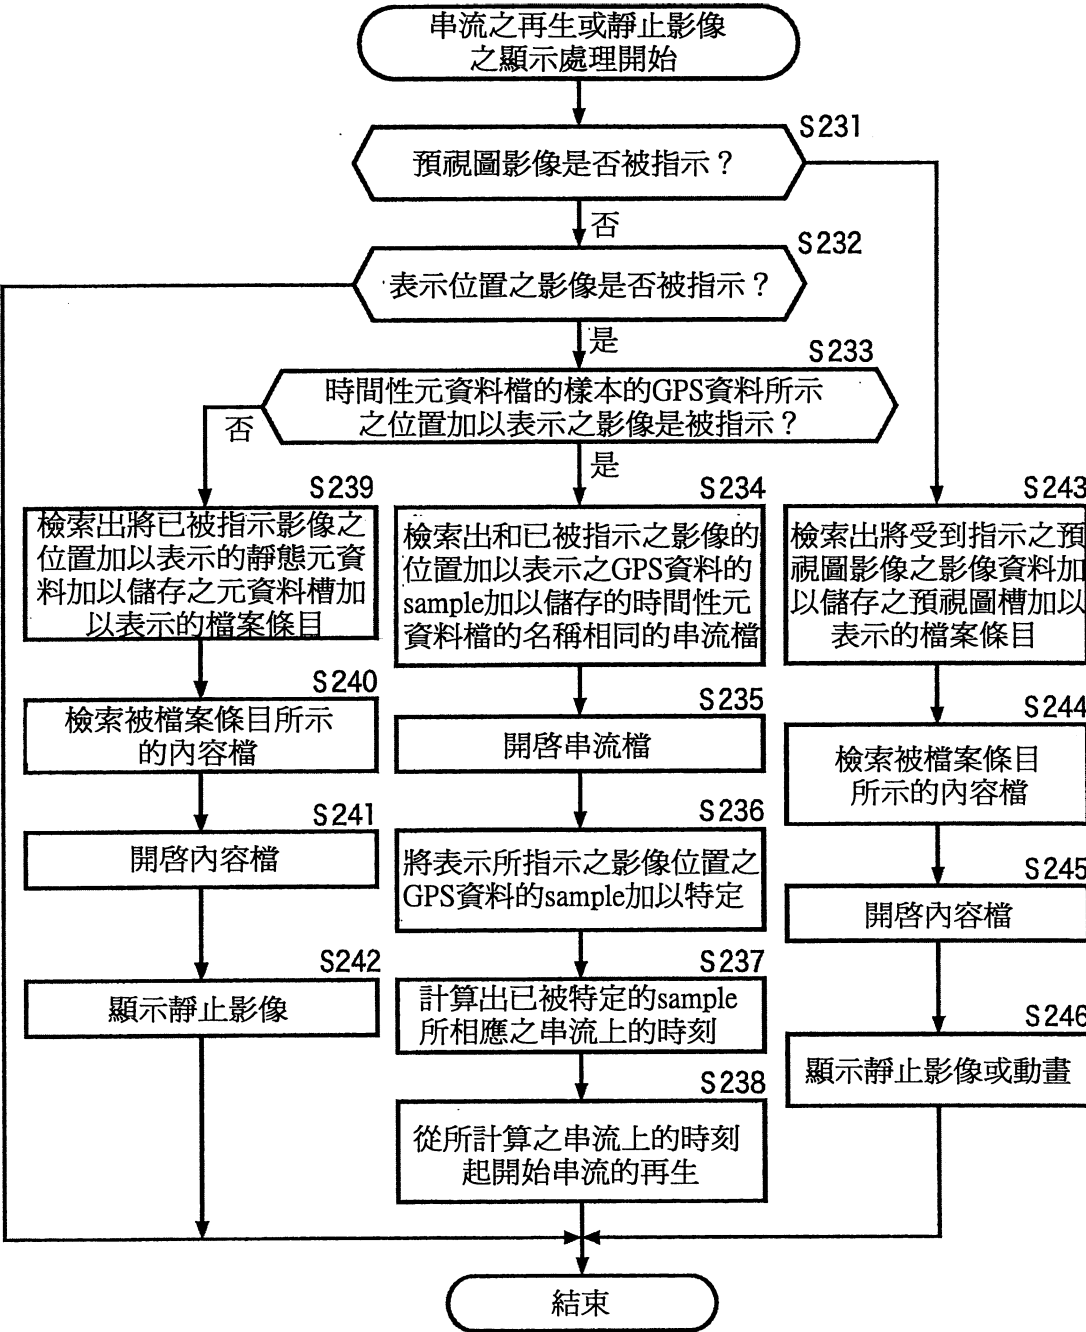 串流之再生或靜止影像
之顯示處理開始
S231
預視圖影像是否被指示？
否
S232
表示位置之影像是否被指示？
是
S233
時間性元資料檔的樣本的GPS資料所示
之位置加以表示之影像是被指示？
否
是
S239
檢索出將已被指示影像之
位置加以表示的靜態元資
料加以儲存之元資料槽加
以表示的檔案條目
S240
檢索被檔案條目所示
的內容檔
S241
開啓內容檔
S242
顯示靜止影像
S234
檢索出和已被指示之影像的
位置加以表示之GPS資料的
sample加以儲存的時間性元
資料檔的名稱相同的串流檔
S235
開啓串流檔
S236
將表示所指示之影像位置之
GPS資料的sample加以特定
S237
計算出已被特定的sample
所相應之串流上的時刻
S238
從所計算之串流上的時刻
起開始串流的再生
S243
檢索出將受到指示之預
視圖影像之影像資料加
以儲存之預視圖槽加以
表示的檔案條目
S244
檢索被檔案條目
所示的內容檔
S245
開啓內容檔
S246
顯示靜止影像或動畫
結束